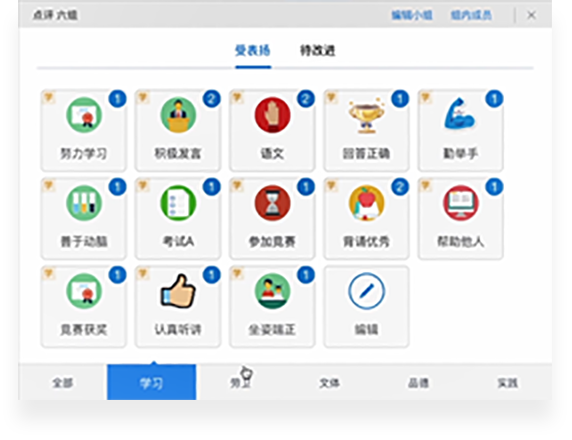 点评 六组
编辑小组 组内成员 ×
受表扬 待改进
学 1 学 2 学 2 学 1 学 1
努力学习 积极发言 语文 回答正确 勤举手
学 1 学 1 学 1 学 2 学 1
善于动脑 考试A 参加竞赛 背诵优秀 帮助他人
学 1 学 1 学 1
竞赛获奖 认真听讲 坐姿端正 编辑
全部 学习 劳卫 文体 品德 实践